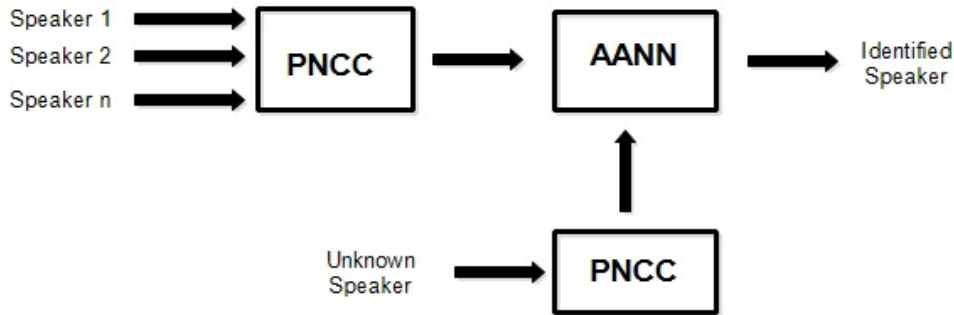 Speaker 1
Speaker 2
Speaker n
PNCC
AANN
Identified
Speaker
Unknown
Speaker
PNCC